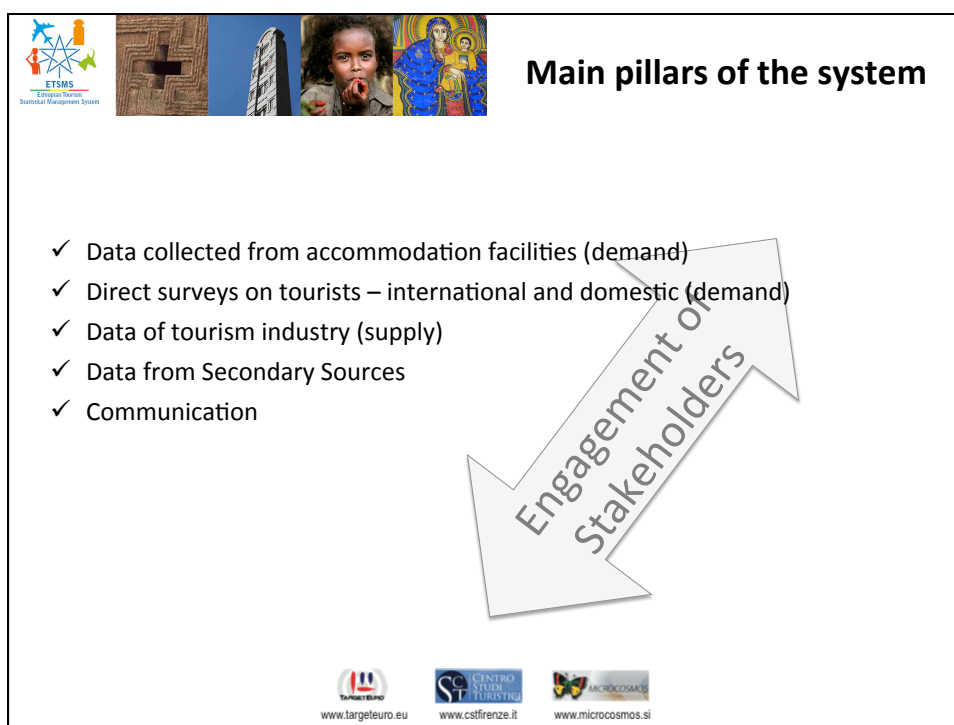 ETSMS
Ethiopian Tourism
Statistical Management System
Main pillars of the system
✓ Data collected from accommodation facilities (demand)
✓ Direct surveys on tourists – international and domestic (demand)
✓ Data of tourism industry (supply)
✓ Data from Secondary Sources
✓ Communication
Engagement of
Stakeholders
TARGETEURO
www.targeteuro.eu
SCT CENTRO
STUDI
TURISTICI
www.cstfirenze.it
MICROCOSMOS
www.microcosmos.si